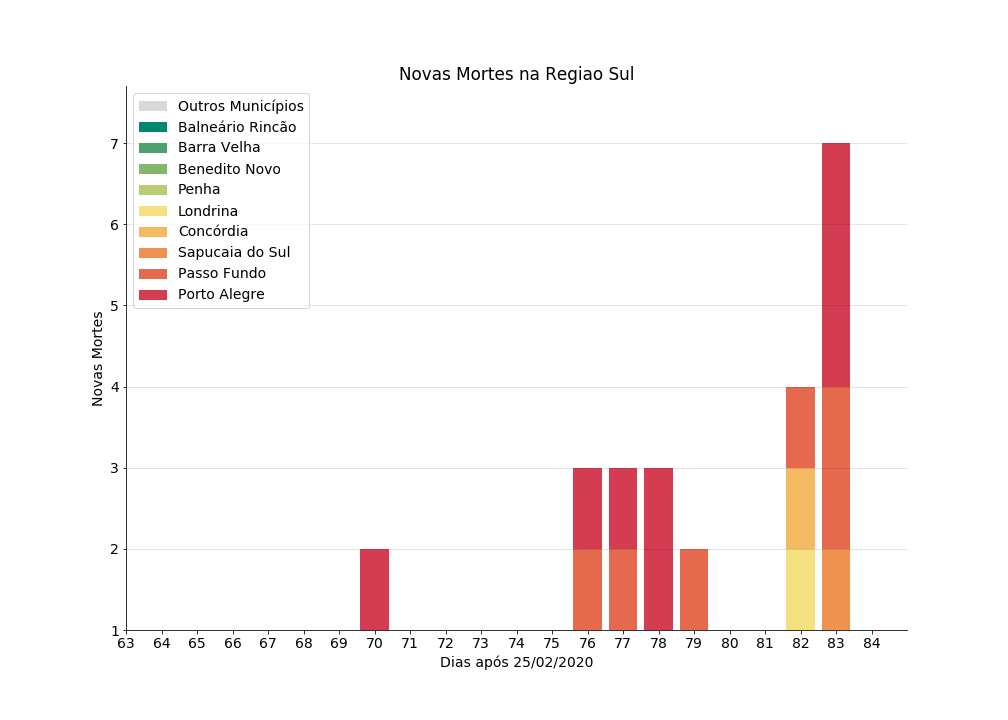 Novas Mortes na Regiao Sul
Outros Municípios
Balneário Rincão
Barra Velha
Benedito Novo
Penha
Londrina
Concórdia
Sapucaia do Sul
Passo Fundo
Porto Alegre
Novas Mortes
7
6
5
4
3
2
1
63 64 65 66 67 68 69 70 71 72 73 74 75 76 77 78 79 80 81 82 83 84
Dias após 25/02/2020